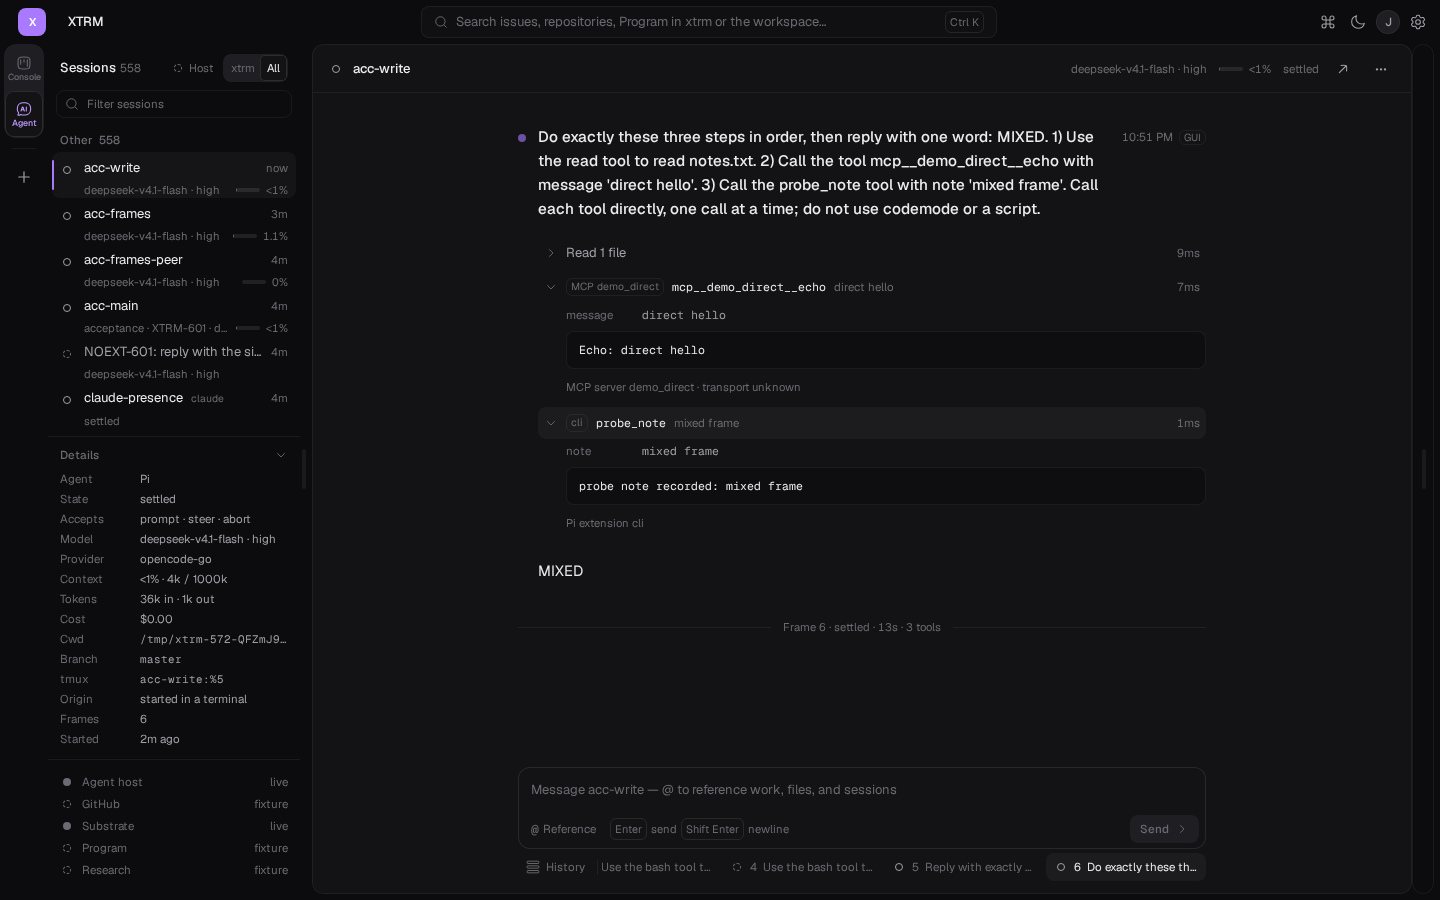 X
XTRM
Search issues, repositories, Program in xtrm or the workspace...
Ctrl K
J
Console
AI
Agent
Sessions 558
Host
xtrm
All
Filter sessions
Other 558
acc-write now
deepseek-v4.1-flash · high <1%
acc-frames 3m
deepseek-v4.1-flash · high 1.1%
acc-frames-peer 4m
deepseek-v4.1-flash · high 0%
acc-main 4m
acceptance · XTRM-601 · d... <1%
NOEXT-601: reply with the si... 4m
deepseek-v4.1-flash · high
claude-presence claude 4m
settled
Details
Agent Pi
State settled
Accepts prompt · steer · abort
Model deepseek-v4.1-flash · high
Provider opencode-go
Context <1% · 4k / 1000k
Tokens 36k in · 1k out
Cost $0.00
Cwd /tmp/xtrm-572-QFZmJ9...
Branch master
tmux acc-write:%5
Origin started in a terminal
Frames 6
Started 2m ago
Agent host live
GitHub fixture
Substrate live
Program fixture
Research fixture
acc-write
deepseek-v4.1-flash · high <1% settled
Do exactly these three steps in order, then reply with one word: MIXED. 1) Use
the read tool to read notes.txt. 2) Call the tool mcp__demo_direct__echo with
message 'direct hello'. 3) Call the probe_note tool with note 'mixed frame'. Call
each tool directly, one call at a time; do not use codemode or a script.
10:51 PM GUI
Read 1 file 9ms
MCP demo_direct mcp__demo_direct__echo direct hello 7ms
message direct hello
Echo: direct hello
MCP server demo_direct · transport unknown
cli probe_note mixed frame 1ms
note mixed frame
probe note recorded: mixed frame
Pi extension cli
MIXED
Frame 6 · settled · 13s · 3 tools
Message acc-write — @ to reference work, files, and sessions
@ Reference Enter send Shift Enter newline
Send
History Use the bash tool t... 4 Use the bash tool t... 5 Reply with exactly ... 6 Do exactly these th...